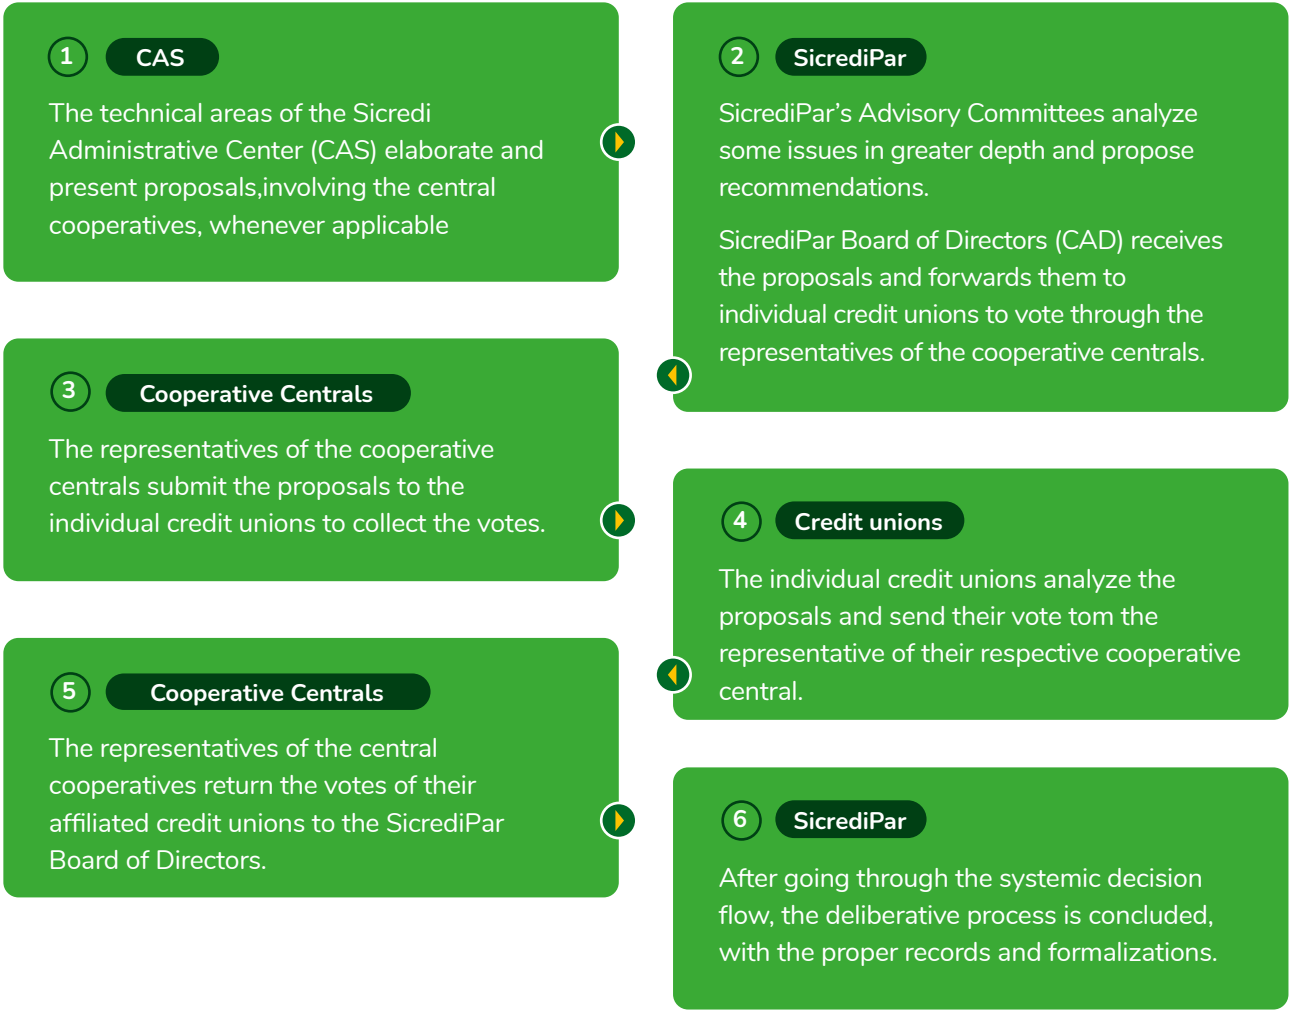 1 CAS
The technical areas of the Sicredi
Administrative Center (CAS) elaborate and
present proposals,involving the central
cooperatives, whenever applicable
2 SicrediPar
SicrediPar’s Advisory Committees analyze
some issues in greater depth and propose
recommendations.
SicrediPar Board of Directors (CAD) receives
the proposals and forwards them to
individual credit unions to vote through the
representatives of the cooperative centrals.
3 Cooperative Centrals
The representatives of the cooperative
centrals submit the proposals to the
individual credit unions to collect the votes.
4 Credit unions
The individual credit unions analyze the
proposals and send their vote tom the
representative of their respective cooperative
central.
5 Cooperative Centrals
The representatives of the central
cooperatives return the votes of their
affiliated credit unions to the SicrediPar
Board of Directors.
6 SicrediPar
After going through the systemic decision
flow, the deliberative process is concluded,
with the proper records and formalizations.